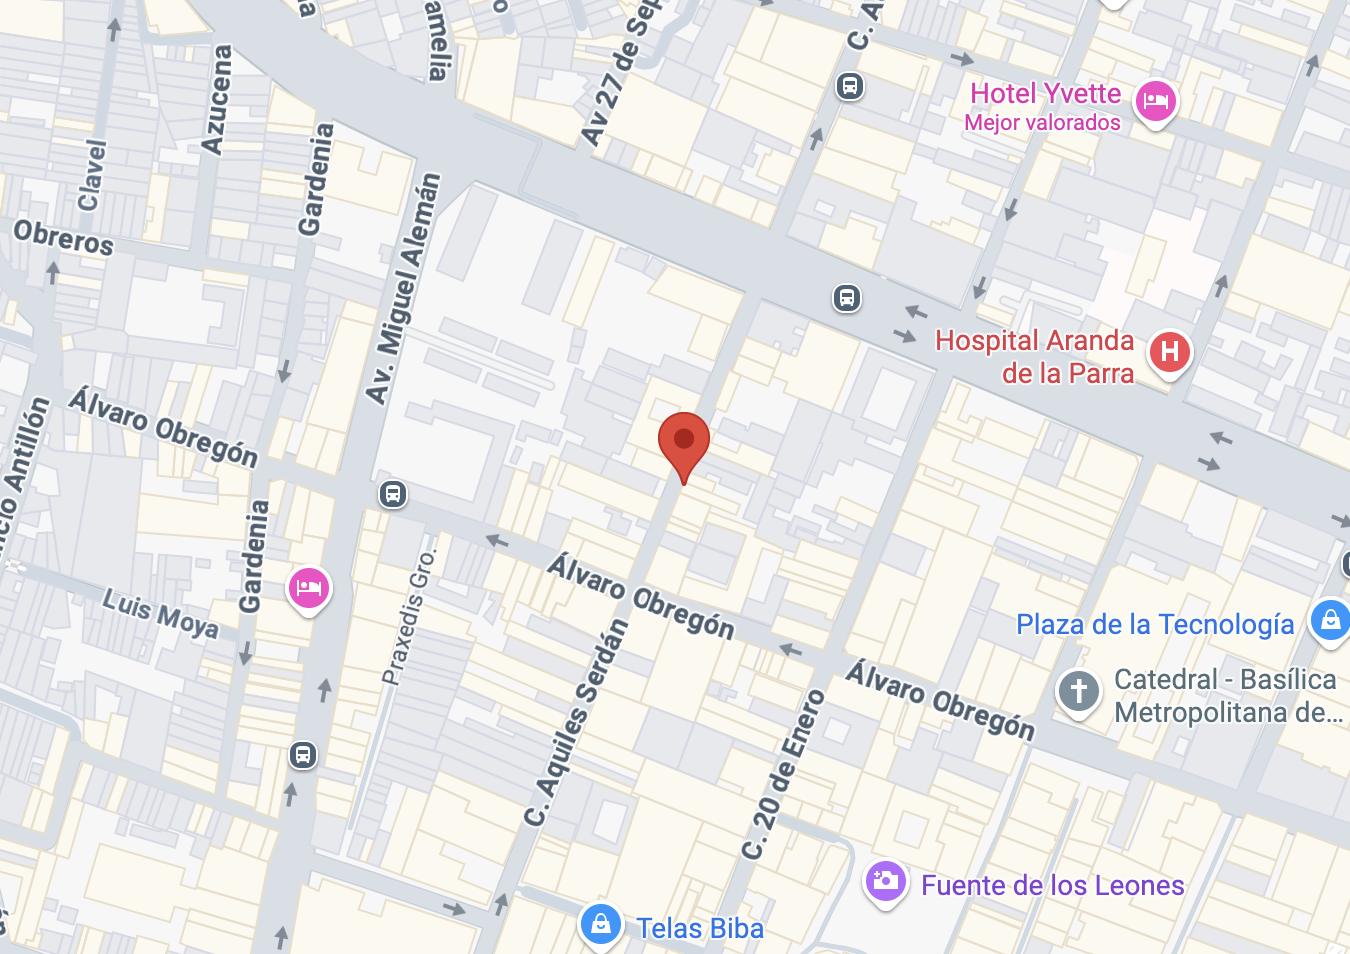 amelia
Av 27 de Sep
C. A
Azucena
Hotel Yvette
Mejor valorados
Clavel
Gardenia
Obreros
Av. Miguel Alemán
Hospital Aranda
de la Parra
H
Álvaro Obregón
cio Antillón
Gardenia
Álvaro Obregón
Luis Moya
Praxedis Gro.
Plaza de la Tecnología
C. Aquiles Serdán
Álvaro Obregón
Catedral - Basílica
Metropolitana de...
C. 20 de Enero
Fuente de los Leones
Telas Biba